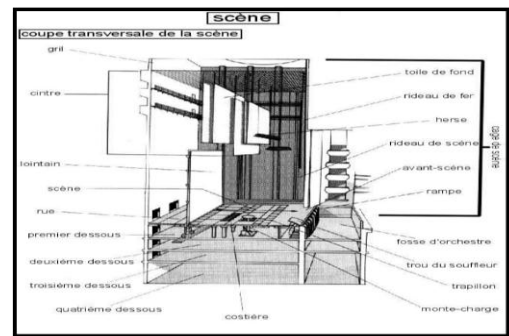 scène
coupe transversale de la scène
gril
cintre
lointain
scène
rue
premier dessous
deuxième dessous
troisième dessous
quatrième dessous
costière
toile de fond
rideau de fer
herse
rideau de scène
avant-scène
rampe
cage de scène
fosse d'orchestre
trou du souffleur
trapillon
monte-charge